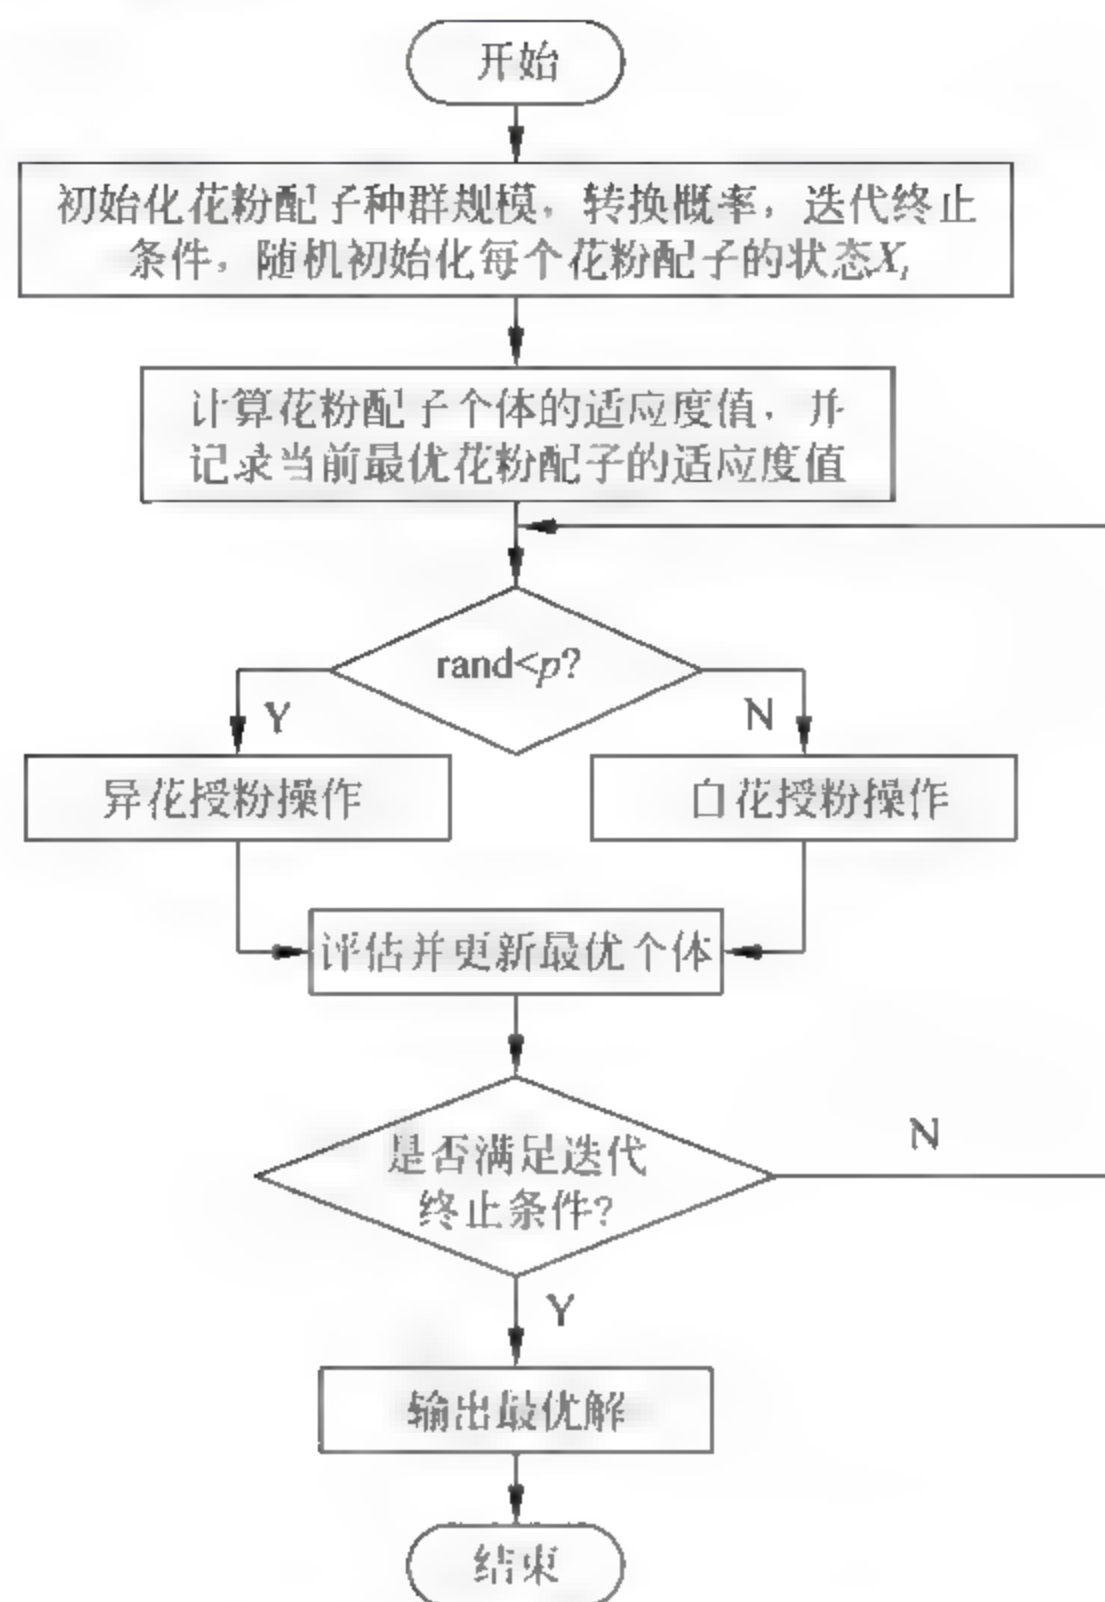 开始
初始化花粉配子种群规模，转换概率，迭代终止
条件，随机初始化每个花粉配子的状态Xi
计算花粉配子个体的适应度值，并
记录当前最优花粉配子的适应度值
rand<p?
Y
N
异花授粉操作
自花授粉操作
评估并更新最优个体
是否满足迭代
终止条件?
N
Y
输出最优解
结束